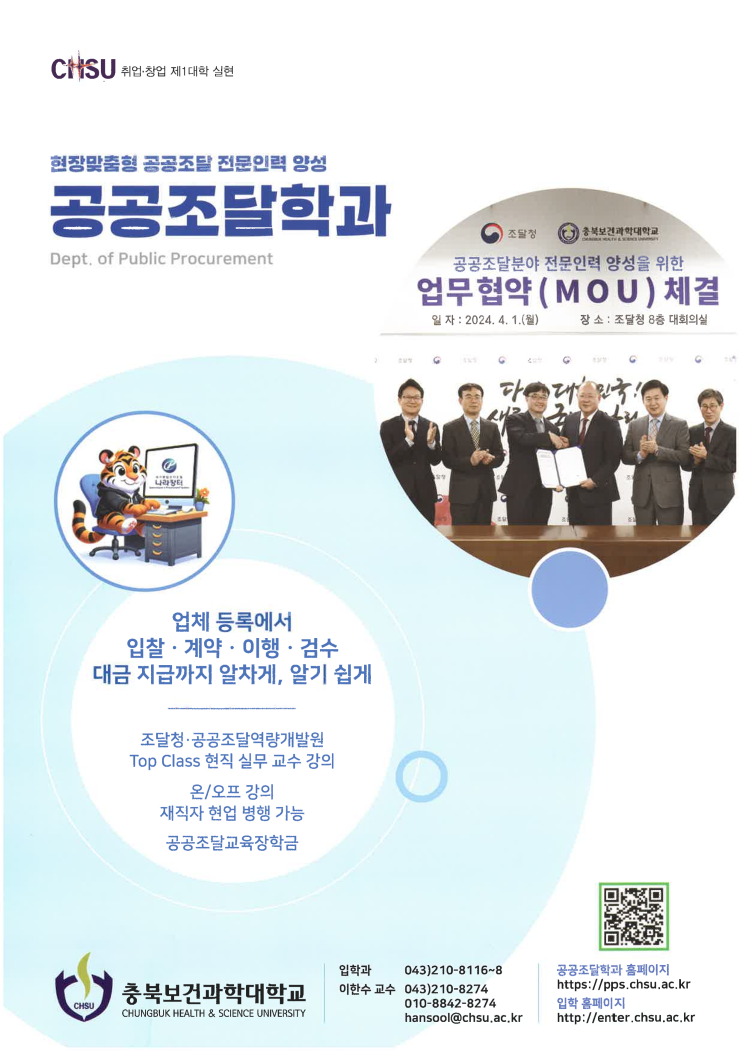 CHSU 취업·창업 제1대학 실현
현장맞춤형 공공조달 전문인력 양성
공공조달학과
Dept. of Public Procurement
조달청 충북보건과학대학교
CHUNGBUK HEALTH & SCIENCE UNIVERSITY
공공조달분야 전문인력 양성을 위한
업무협약(MOU)체결
일 자 : 2024. 4. 1.(월) 장 소 : 조달청 8층 대회의실
나라장터
업체 등록에서
입찰 · 계약 · 이행 · 검수
대금 지급까지 알차게, 알기 쉽게
조달청·공공조달역량개발원
Top Class 현직 실무 교수 강의
온/오프 강의
재직자 현업 병행 가능
공공조달교육장학금
CHSU
충북보건과학대학교
CHUNGBUK HEALTH & SCIENCE UNIVERSITY
입학과 043)210-8116~8
이한수 교수 043)210-8274
010-8842-8274
hansool@chsu.ac.kr
공공조달학과 홈페이지
https://pps.chsu.ac.kr
입학 홈페이지
http://enter.chsu.ac.kr